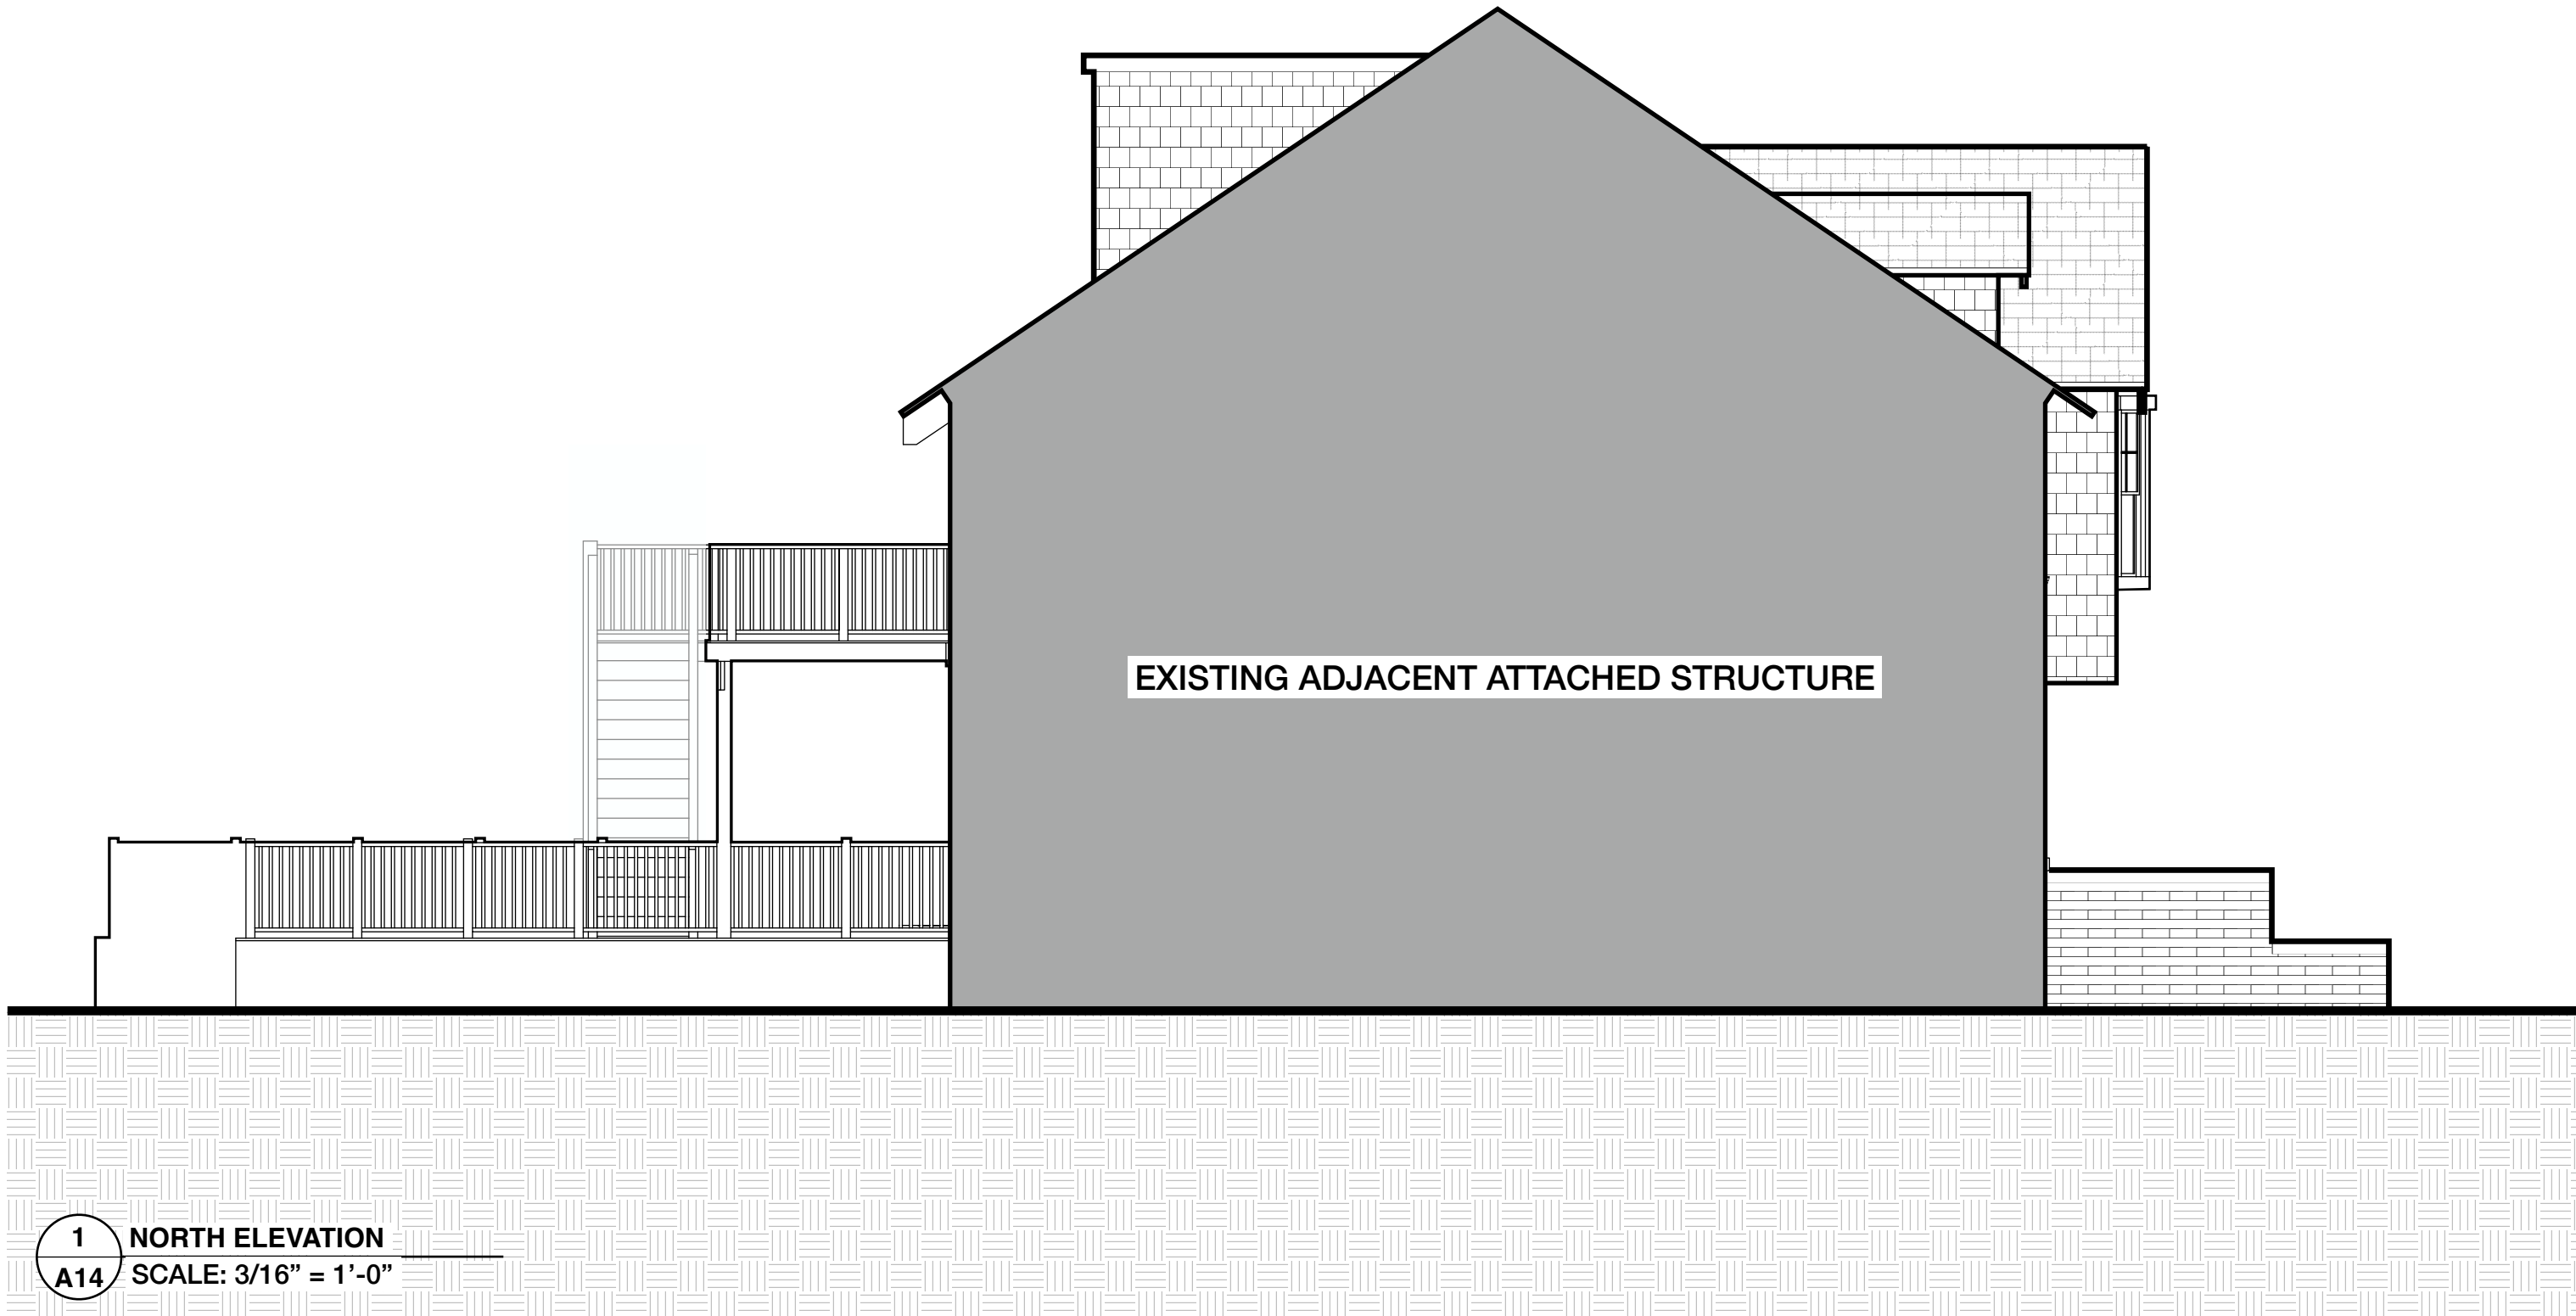 EXISTING ADJACENT ATTACHED STRUCTURE
1
NORTH ELEVATION
A14
SCALE: 3/16” = 1’-0”